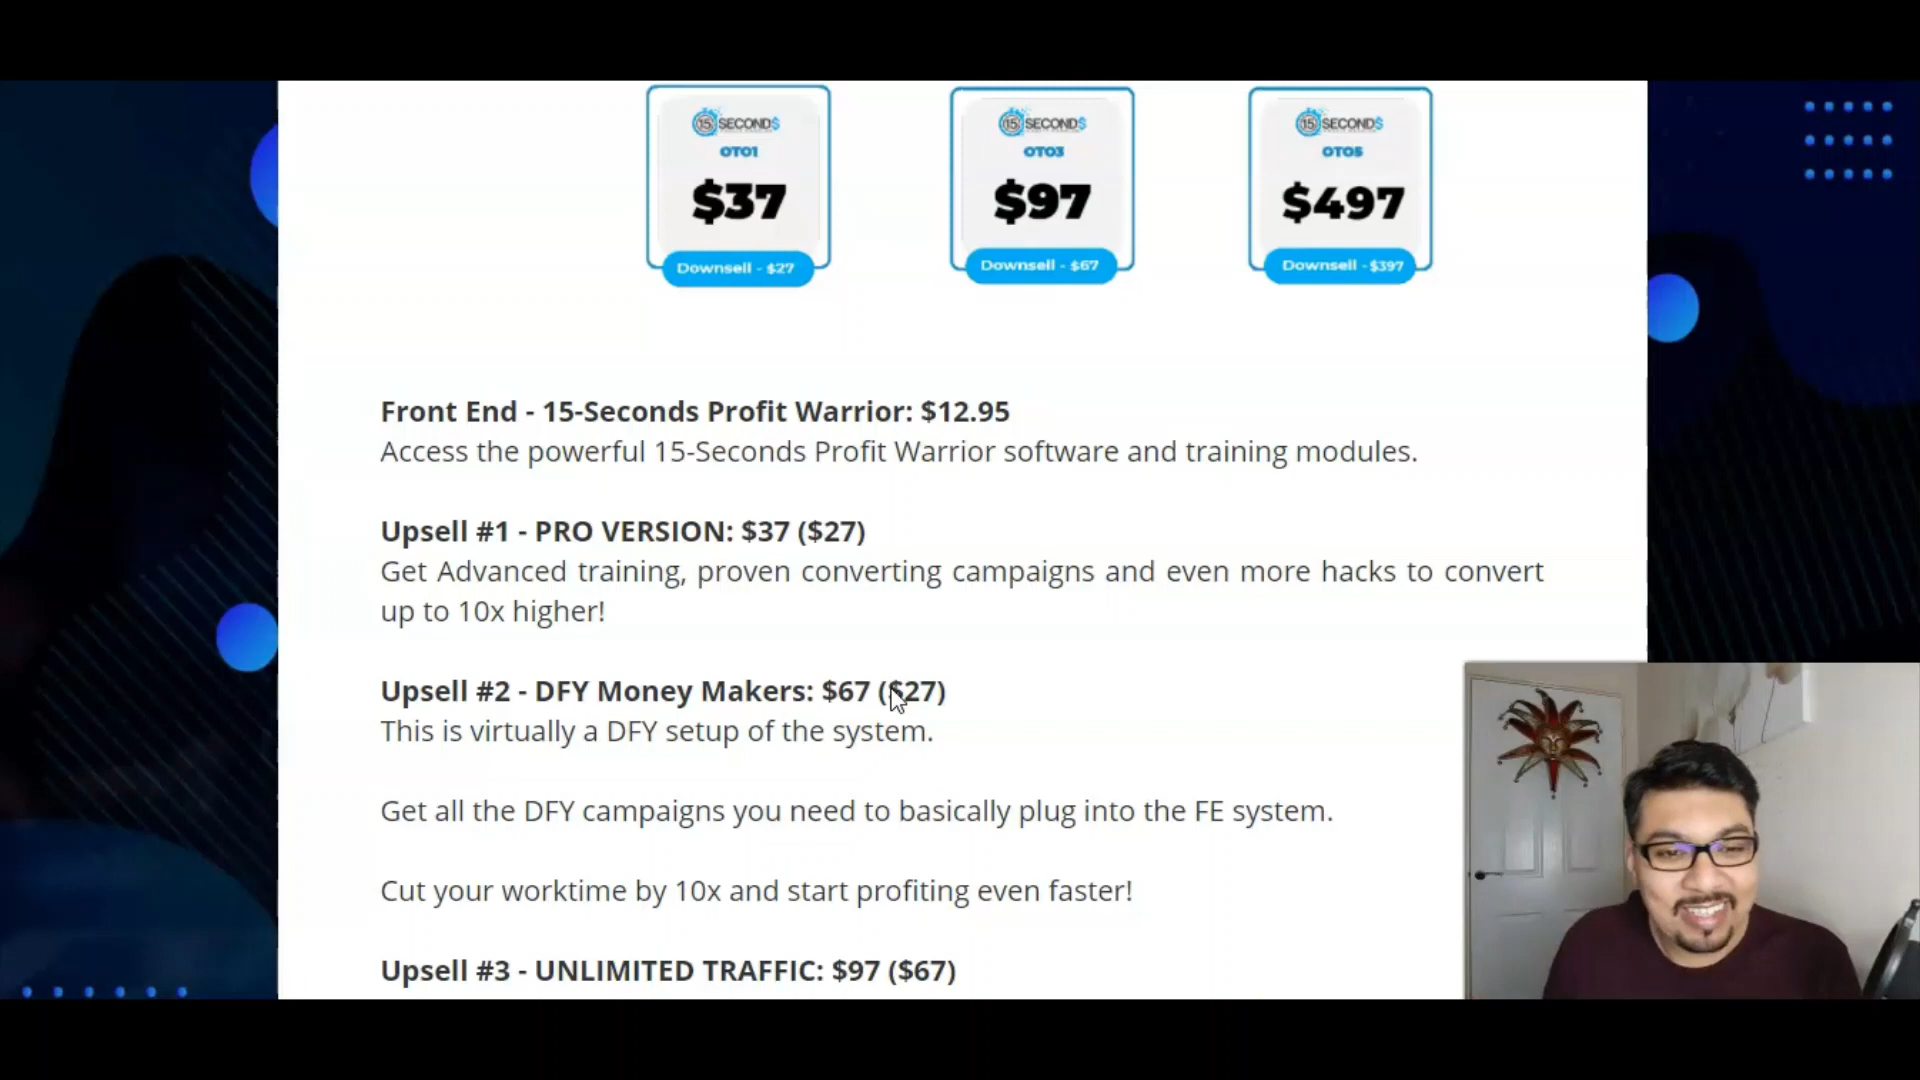 15 SECOND$
OTO1
$37
Downsell - $27
15 SECOND$
OTO3
$97
Downsell - $67
15 SECOND$
OTO5
$497
Downsell -$397
Front End - 15-Seconds Profit Warrior: $12.95
Access the powerful 15-Seconds Profit Warrior software and training modules.
Upsell #1 - PRO VERSION: $37 ($27)
Get Advanced training, proven converting campaigns and even more hacks to convert
up to 10x higher!
Upsell #2 - DFY Money Makers: $67 ($27)
This is virtually a DFY setup of the system.
Get all the DFY campaigns you need to basically plug into the FE system.
Cut your worktime by 10x and start profiting even faster!
Upsell #3 - UNLIMITED TRAFFIC: $97 ($67)